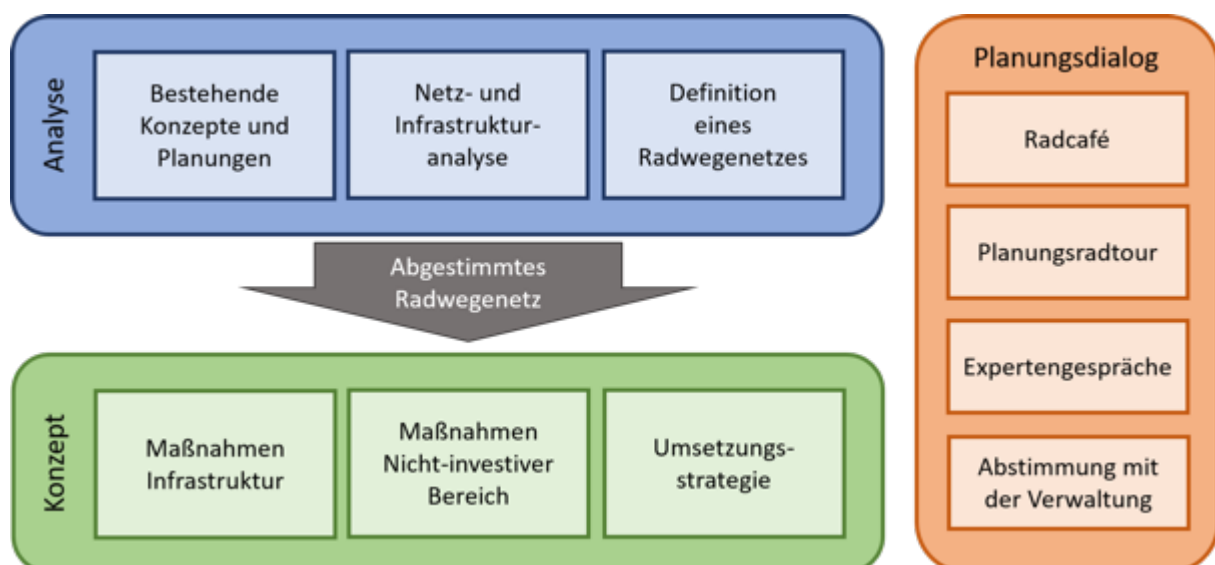 Analyse
Bestehende
Konzepte und
Planungen
Netz- und
Infrastruktur-
analyse
Definition
eines
Radwegenetzes
Abgestimmtes
Radwegenetz
Konzept
Maßnahmen
Infrastruktur
Maßnahmen
Nicht-investiver
Bereich
Umsetzungs-
strategie
Planungsdialog
Radcafé
Planungsradtour
Expertengespräche
Abstimmung mit
der Verwaltung